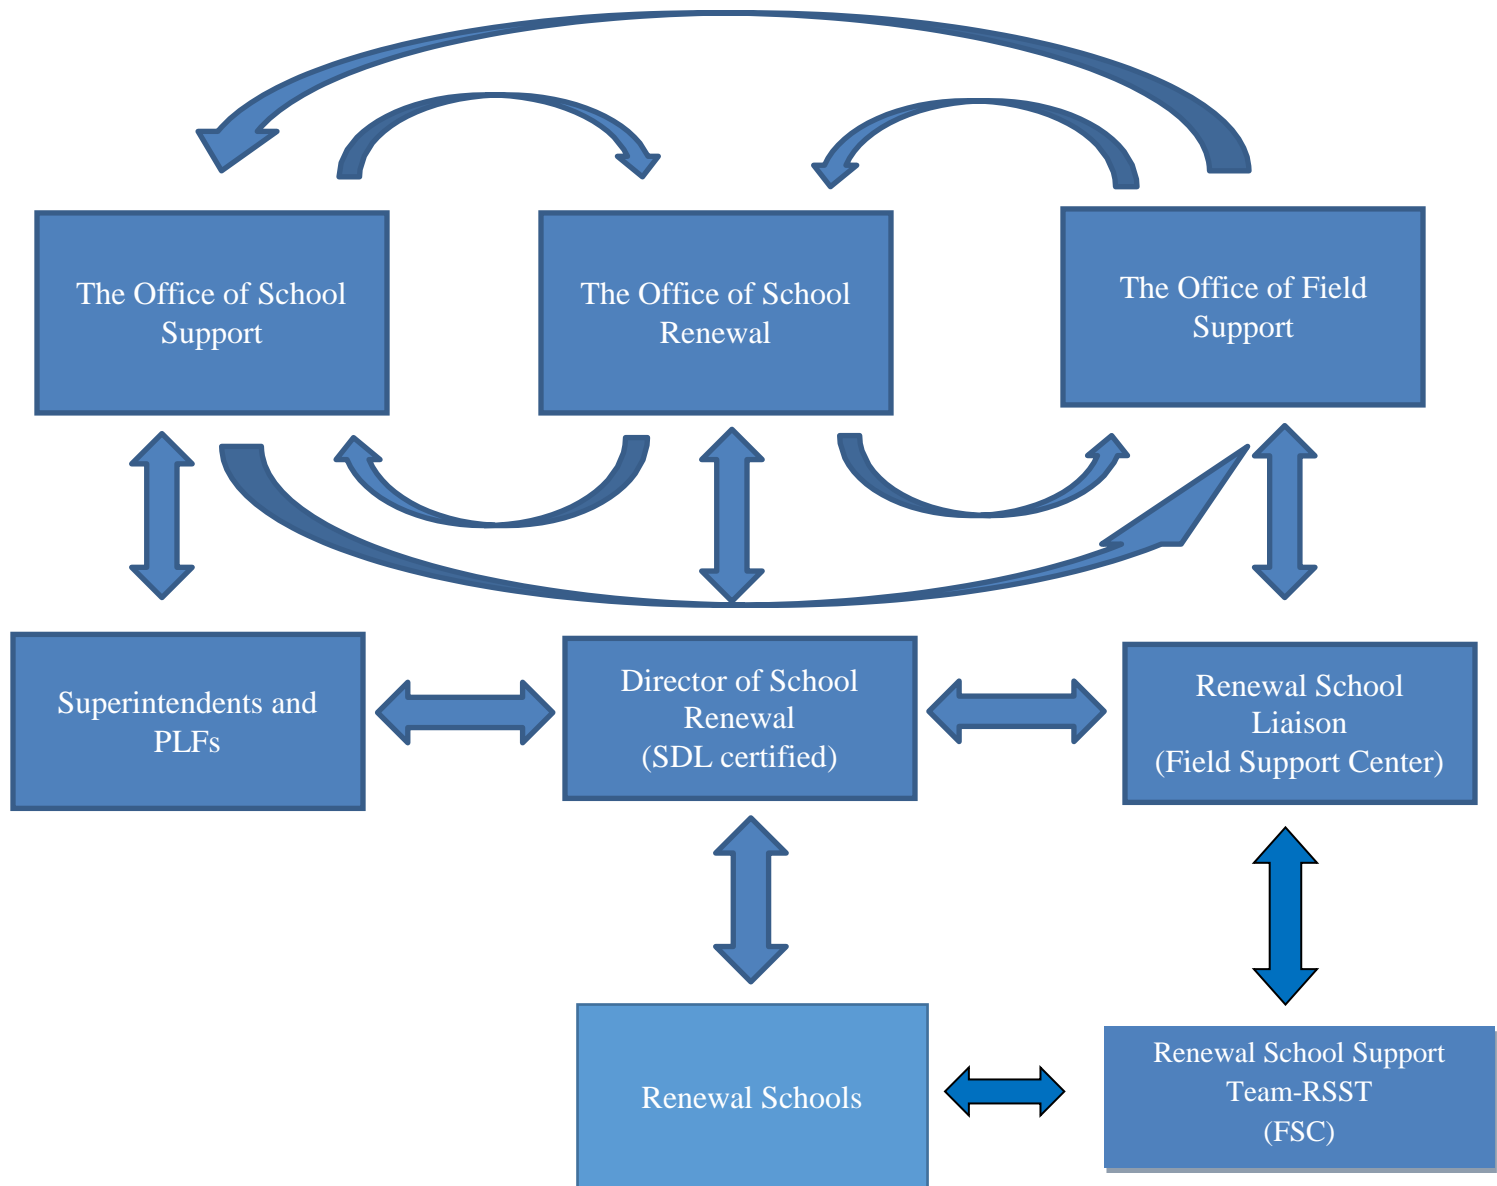 The Office of School
Support
The Office of School
Renewal
The Office of Field
Support
Superintendents and
PLFs
Director of School
Renewal
(SDL certified)
Renewal School
Liaison
(Field Support Center)
Renewal Schools
Renewal School Support
Team-RSST
(FSC)